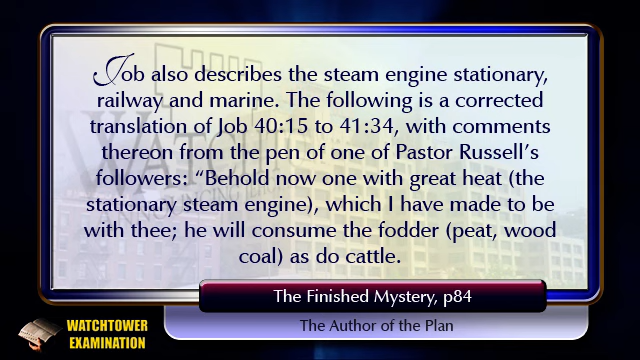 Job also describes the steam engine stationary,
railway and marine. The following is a corrected
translation of Job 40:15 to 41:34, with comments
thereon from the pen of one of Pastor Russell's
followers: “Behold now one with great heat (the
stationary steam engine), which I have made to be
with thee; he will consume the fodder (peat, wood
coal) as do cattle.
The Finished Mystery, p84
The Author of the Plan
WATCHTOWER
EXAMINATION